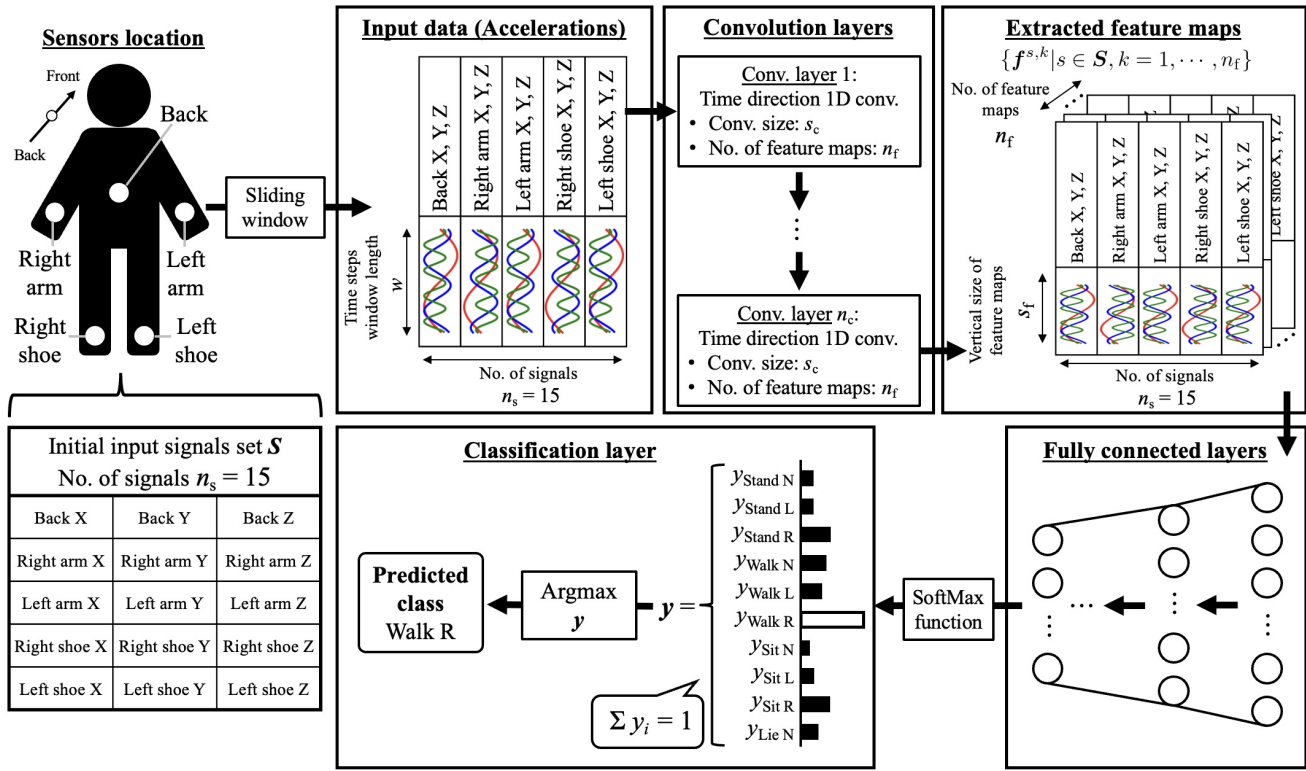 Sensors location
Front
Back
Back
Right
arm
Left
arm
Right
shoe
Left
shoe
Sliding
window
Initial input signals set S
No. of signals nₛ = 15
Back X Back Y Back Z
Right arm X Right arm Y Right arm Z
Left arm X Left arm Y Left arm Z
Right shoe X Right shoe Y Right shoe Z
Left shoe X Left shoe Y Left shoe Z
Input data (Accelerations)
Back X, Y, Z
Right arm X, Y, Z
Left arm X, Y, Z
Right shoe X, Y, Z
Left shoe X, Y, Z
Time steps
window length
w
No. of signals
nₛ = 15
Convolution layers
Conv. layer 1:
Time direction 1D conv.
• Conv. size: s_c
• No. of feature maps: n_f
⋮
Conv. layer n_c:
Time direction 1D conv.
• Conv. size: s_c
• No. of feature maps: n_f
Extracted feature maps
{f^{s,k}|s ∈ S, k = 1, ⋯ , n_f}
No. of feature
maps
n_f
Back X, Y, Z
Right arm X, Y, Z
Left arm X, Y, Z
Right shoe X, Y, Z
Left shoe X, Y, Z
Left shoe X, Y, Z
Vertical size of
feature maps
s_f
No. of signals
nₛ = 15
Fully connected layers
SoftMax
function
Classification layer
y_Stand N
y_Stand L
y_Stand R
y_Walk N
y_Walk L
y_Walk R
y_Sit N
y_Sit L
y_Sit R
y_Lie N
y =
Σ y_i = 1
Argmax
y
Predicted
class
Walk R